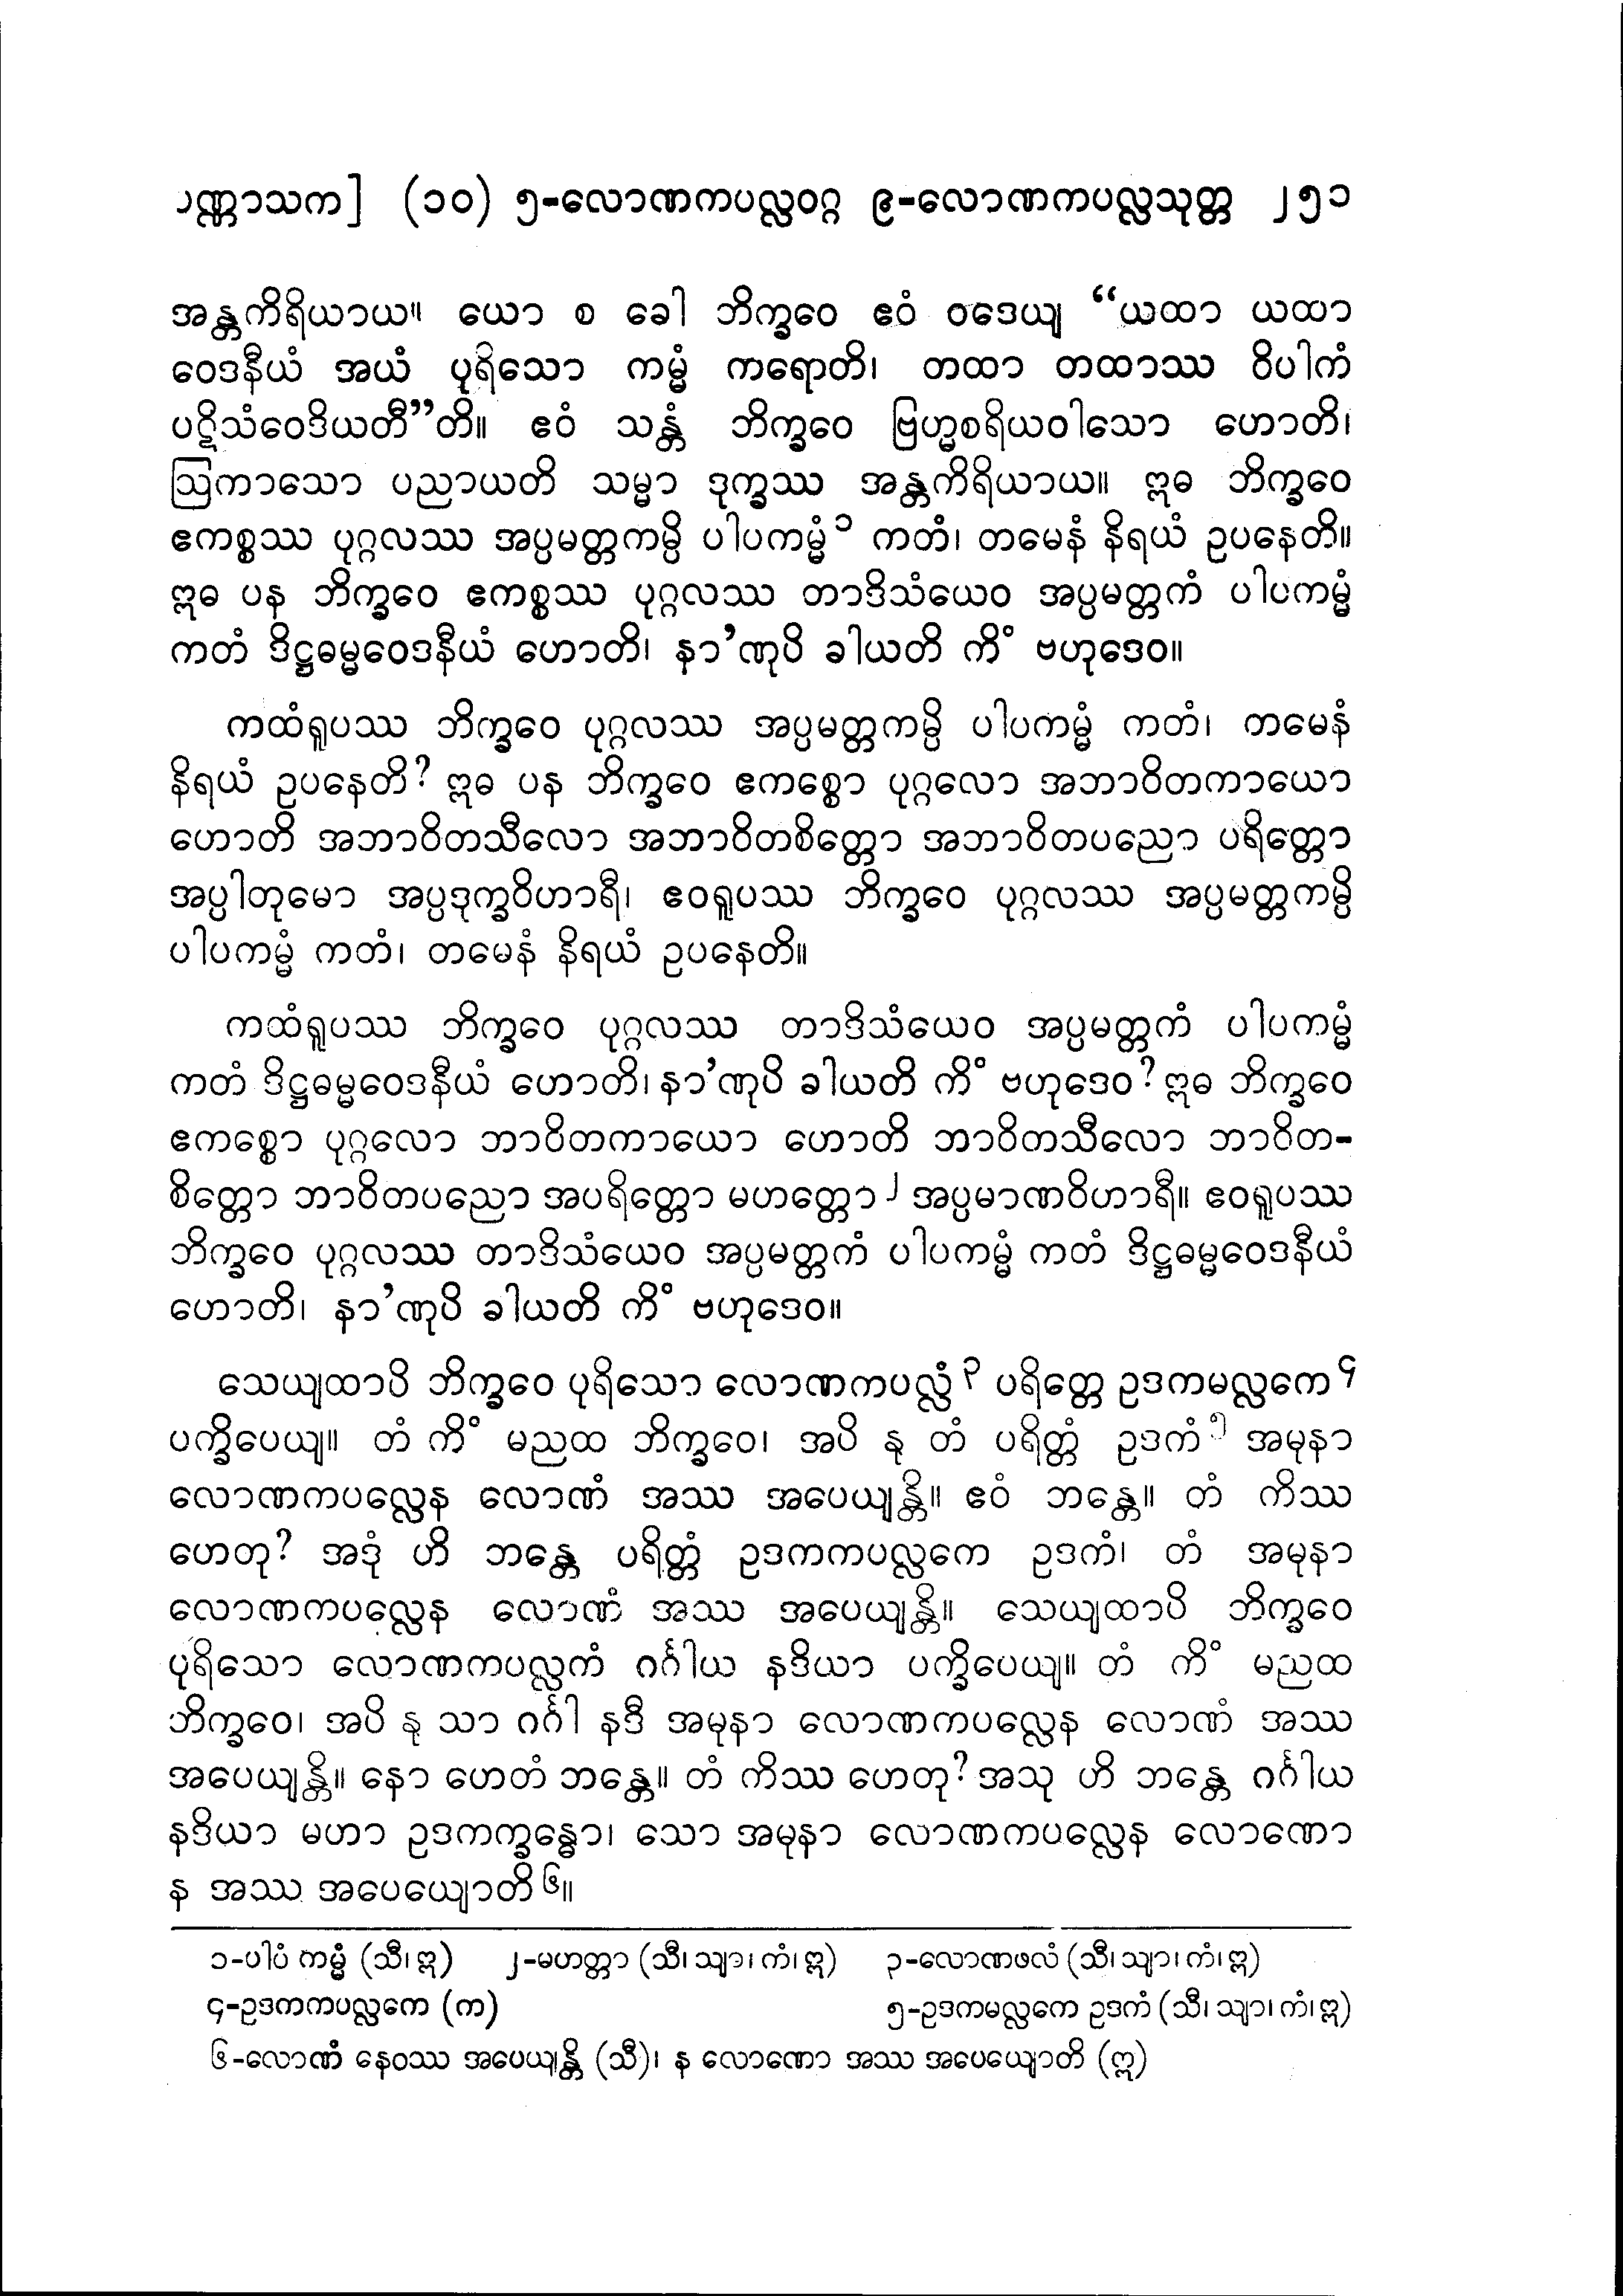 ပဏ္ဏာသက] (၁၀) ၅-လောဏကပလ္လဝဂ္ဂ ၉-လောဏကပလ္လသုတ္တ ၂၅၁
အန္တကိရိယာယ။ ယော စ ခေါ ဘိက္ခဝေ ဧဝံ ဝဒေယျ “ယထာ ယထာ
ဝေဒနီယံ အယံ ပုရိသော ကမ္မံ ကရောတိ၊ တထာ တထာဿ ဝိပါကံ
ပဋိသံဝေဒိယတီ”တိ။ ဧဝံ သန္တံ ဘိက္ခဝေ ဗြဟ္မစရိယဝါသော ဟောတိ၊
ဩကာသော ပညာယတိ သမ္မာ ဒုက္ခဿ အန္တကိရိယာယ။ ဣဓ ဘိက္ခဝေ
ဧကစ္စဿ ပုဂ္ဂလဿ အပ္ပမတ္တကမ္ပိ ပါပကမ္မံ ၁ ကတံ၊ တမေနံ နိရယံ ဥပနေတိ။
ဣဓ ပန ဘိက္ခဝေ ဧကစ္စဿ ပုဂ္ဂလဿ တာဒိသံယေဝ အပ္ပမတ္တကံ ပါပကမ္မံ
ကတံ ဒိဋ္ဌဓမ္မဝေဒနီယံ ဟောတိ၊ နာ’ဏုပိ ခါယတိ ကိံ ဗဟုဒေဝ။
ကထံရူပဿ ဘိက္ခဝေ ပုဂ္ဂလဿ အပ္ပမတ္တကမ္ပိ ပါပကမ္မံ ကတံ၊ တမေနံ
နိရယံ ဥပနေတိ? ဣဓ ပန ဘိက္ခဝေ ဧကစ္စော ပုဂ္ဂလော အဘာဝိတကာယော
ဟောတိ အဘာဝိတသီလော အဘာဝိတစိတ္တော အဘာဝိတပညော ပရိတ္တော
အပ္ပါတုမော အပ္ပဒုက္ခဝိဟာရီ၊ ဧဝရူပဿ ဘိက္ခဝေ ပုဂ္ဂလဿ အပ္ပမတ္တကမ္ပိ
ပါပကမ္မံ ကတံ၊ တမေနံ နိရယံ ဥပနေတိ။
ကထံရူပဿ ဘိက္ခဝေ ပုဂ္ဂလဿ တာဒိသံယေဝ အပ္ပမတ္တကံ ပါပကမ္မံ
ကတံ ဒိဋ္ဌဓမ္မဝေဒနီယံ ဟောတိ၊ နာ’ဏုပိ ခါယတိ ကိံ ဗဟုဒေဝ? ဣဓ ဘိက္ခဝေ
ဧကစ္စော ပုဂ္ဂလော ဘာဝိတကာယော ဟောတိ ဘာဝိတသီလော ဘာဝိတ-
စိတ္တော ဘာဝိတပညော အပရိတ္တော မဟတ္တော ၂ အပ္ပမာဏဝိဟာရီ။ ဧဝရူပဿ
ဘိက္ခဝေ ပုဂ္ဂလဿ တာဒိသံယေဝ အပ္ပမတ္တကံ ပါပကမ္မံ ကတံ ဒိဋ္ဌဓမ္မဝေဒနီယံ
ဟောတိ၊ နာ’ဏုပိ ခါယတိ ကိံ ဗဟုဒေဝ။
သေယျထာပိ ဘိက္ခဝေ ပုရိသော လောဏကပလ္လံ ၃ ပရိတ္တေ ဥဒကမလ္လကေ ၄
ပက္ခိပေယျ။ တံ ကိံ မညထ ဘိက္ခဝေ၊ အပိ နု တံ ပရိတ္တံ ဥဒကံ ၅ အမုနာ
လောဏကပလ္လေန လောဏံ အဿ အပေယျန္တိ။ ဧဝံ ဘန္တေ။ တံ ကိဿ
ဟေတု? အဒုံ ဟိ ဘန္တေ ပရိတ္တံ ဥဒကကပလ္လကေ ဥဒကံ၊ တံ အမုနာ
လောဏကပလ္လေန လောဏံ အဿ အပေယျန္တိ။ သေယျထာပိ ဘိက္ခဝေ
ပုရိသော လောဏကပလ္လကံ ဂင်္ဂါယ နဒိယာ ပက္ခိပေယျ။ တံ ကိံ မညထ
ဘိက္ခဝေ၊ အပိ နု သာ ဂင်္ဂါ နဒီ အမုနာ လောဏကပလ္လေန လောဏံ အဿ
အပေယျန္တိ။ နော ဟေတံ ဘန္တေ။ တံ ကိဿ ဟေတု? အသု ဟိ ဘန္တေ ဂင်္ဂါယ
နဒိယာ မဟာ ဥဒကက္ခန္ဓော၊ သော အမုနာ လောဏကပလ္လေန လောဏော
န အဿ အပေယျောတိ ၆။
၁-ပါပံ ကမ္မံ (သီ၊ ဣ) ၂-မဟတ္တာ (သီ၊ သျာ၊ ကံ၊ ဣ) ၃-လောဏဖလံ (သီ၊ သျာ၊ ကံ၊ ဣ)
၄-ဥဒကကပလ္လကေ (က) ၅-ဥဒကမလ္လကေ ဥဒကံ (သီ၊ သျာ၊ ကံ၊ ဣ)
၆-လောဏံ နေဝဿ အပေယျန္တိ (သီ)၊ န လောဏော အဿ အပေယျောတိ (ဣ)